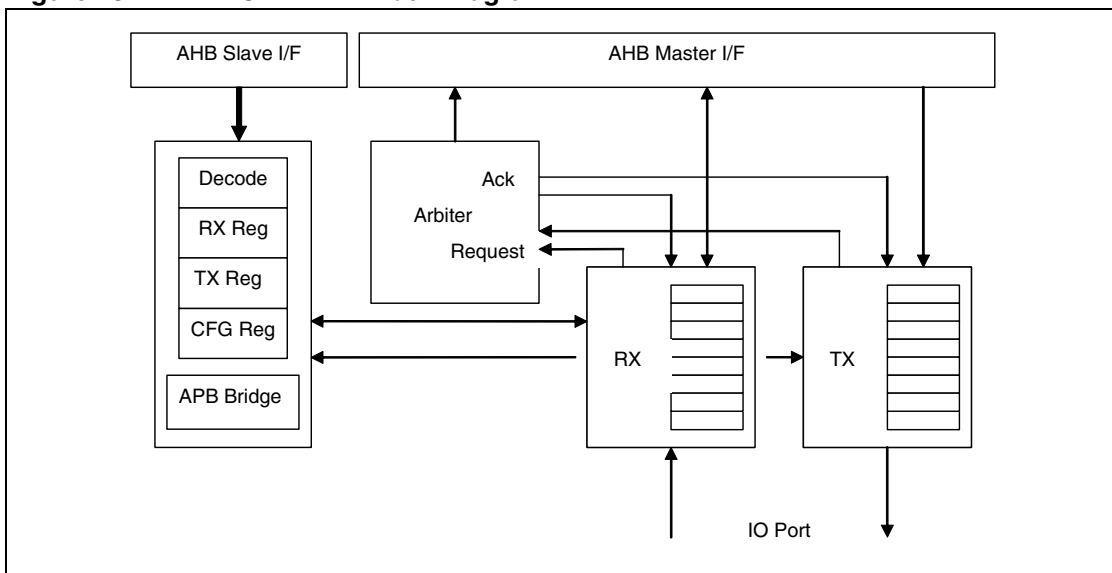 AHB Slave I/F
AHB Master I/F
Decode
RX Reg
TX Reg
CFG Reg
APB Bridge
Ack
Arbiter
Request
RX
TX
IO Port